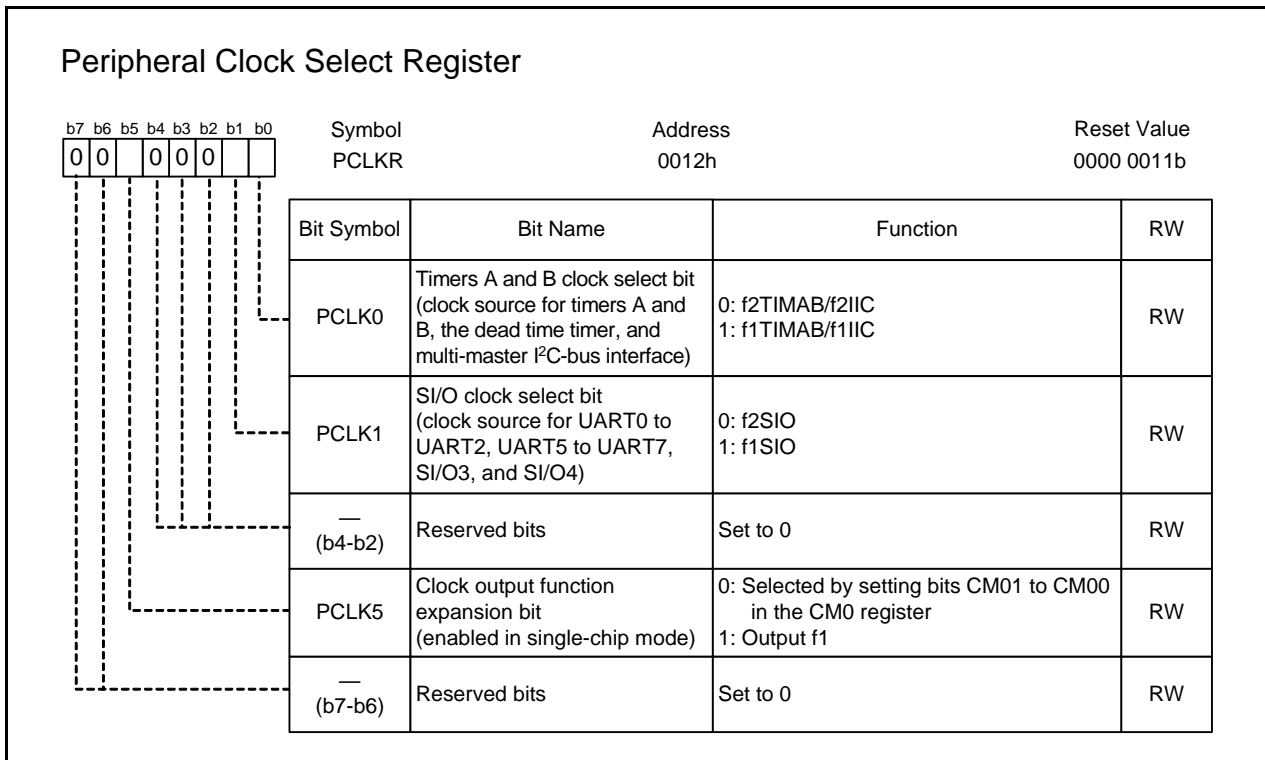 Peripheral Clock Select Register
b7 b6 b5 b4 b3 b2 b1 b0
Symbol Address Reset Value
0 0 0 0 0
PCLKR 0012h 0000 0011b
Bit Symbol Bit Name Function RW
PCLK0
Timers A and B clock select bit
(clock source for timers A and
B, the dead time timer, and
multi-master I²C-bus interface)
0: f2TIMAB/f2IIC
1: f1TIMAB/f1IIC
RW
PCLK1
SI/O clock select bit
(clock source for UART0 to
UART2, UART5 to UART7,
SI/O3, and SI/O4)
0: f2SIO
1: f1SIO
RW
—
(b4-b2)
Reserved bits
Set to 0
RW
PCLK5
Clock output function
expansion bit
(enabled in single-chip mode)
0: Selected by setting bits CM01 to CM00
in the CM0 register
1: Output f1
RW
—
(b7-b6)
Reserved bits
Set to 0
RW